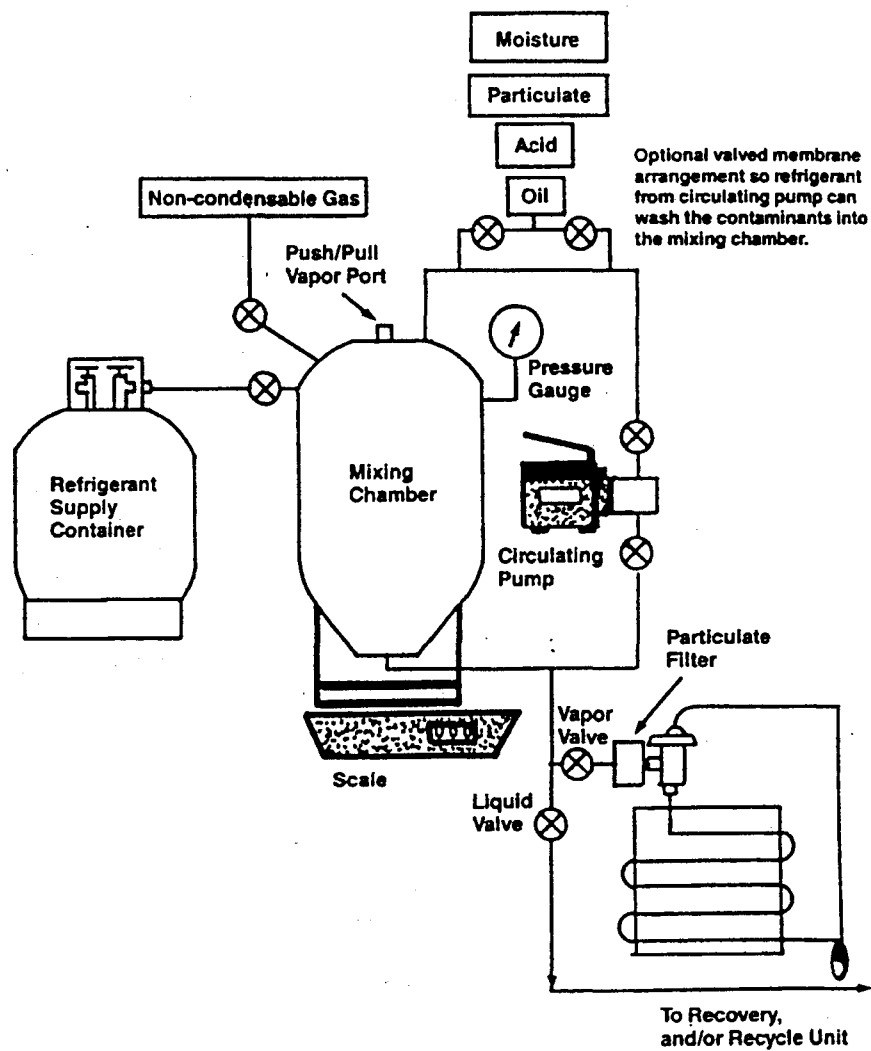 Moisture
Particulate
Acid
Oil
Optional valved membrane
arrangement so refrigerant
from circulating pump can
wash the contaminants into
the mixing chamber.
Non-condensable Gas
Push/Pull
Vapor Port
Pressure
Gauge
Refrigerant
Supply
Container
Mixing
Chamber
Circulating
Pump
Particulate
Filter
Vapor
Valve
Scale
Liquid
Valve
To Recovery,
and/or Recycle Unit